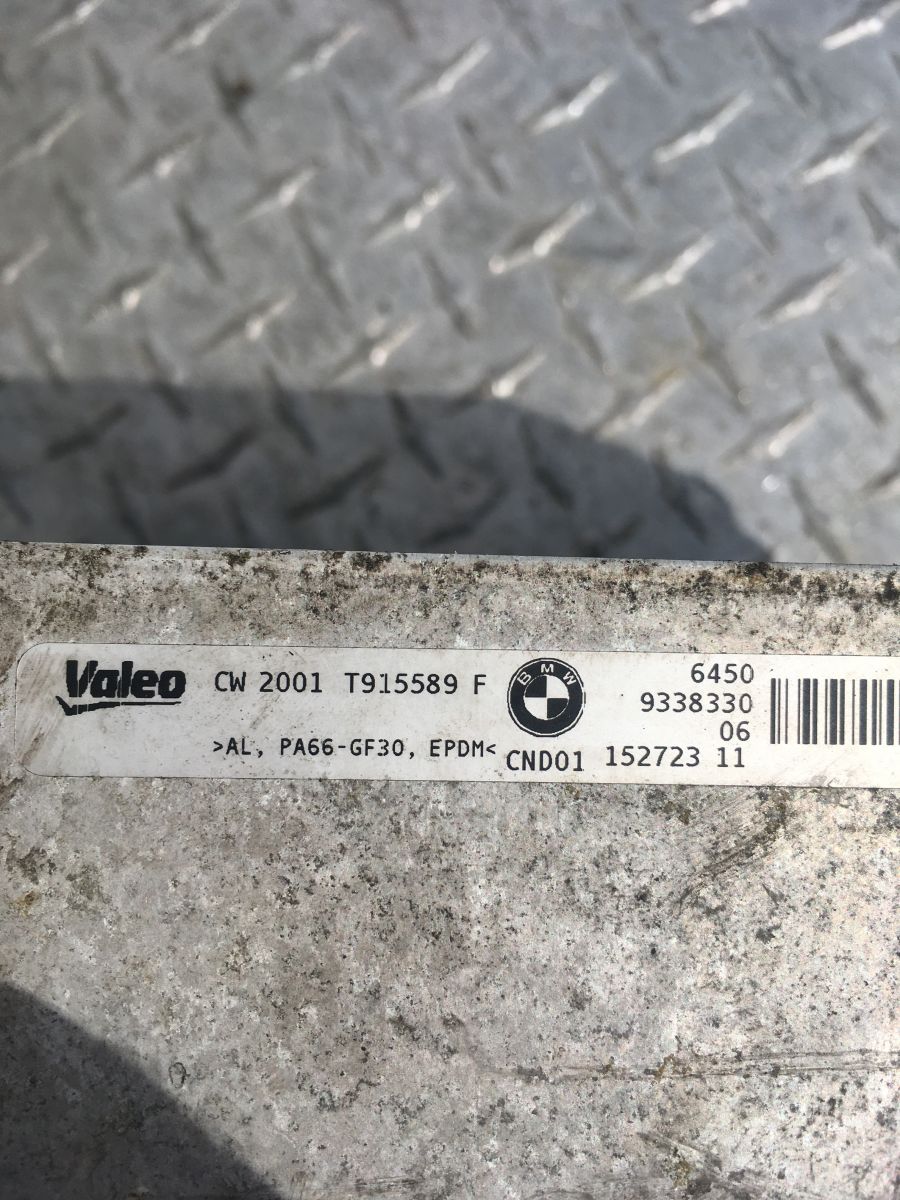 Valeo CW 2001 T915589 F
>AL, PA66-GF30, EPDM<
BMW
CND01
6450
9338330
06
152723 11